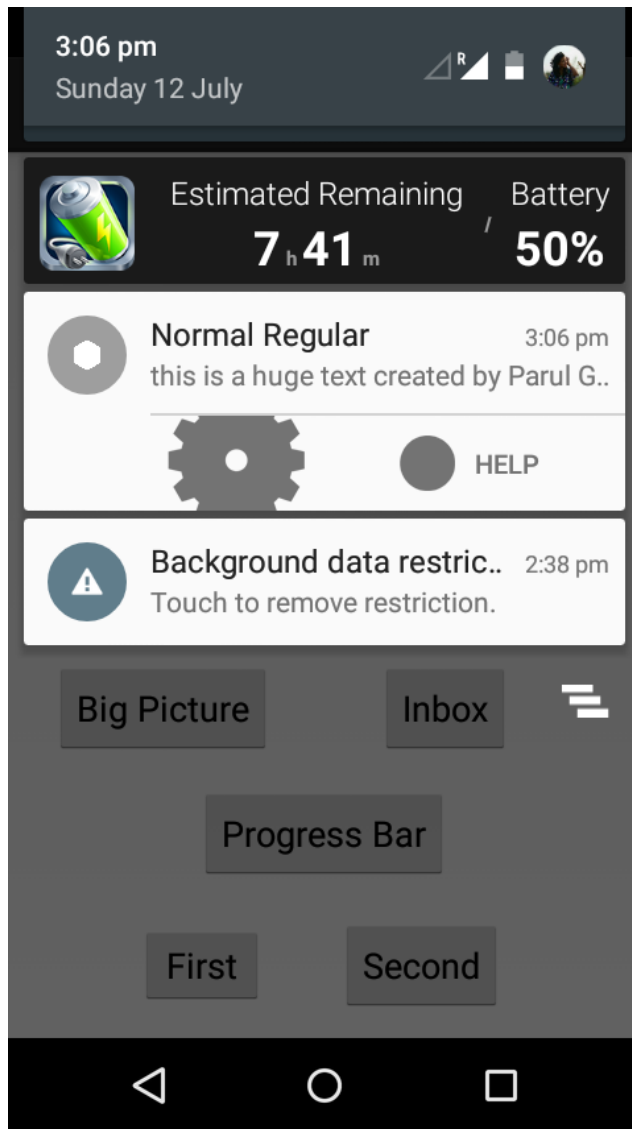 3:06 pm
Sunday 12 July
R
Estimated Remaining / Battery
7 h 41 m 50%
Normal Regular 3:06 pm
this is a huge text created by Parul G..
HELP
Background data restric.. 2:38 pm
Touch to remove restriction.
Big Picture Inbox
Progress Bar
First Second